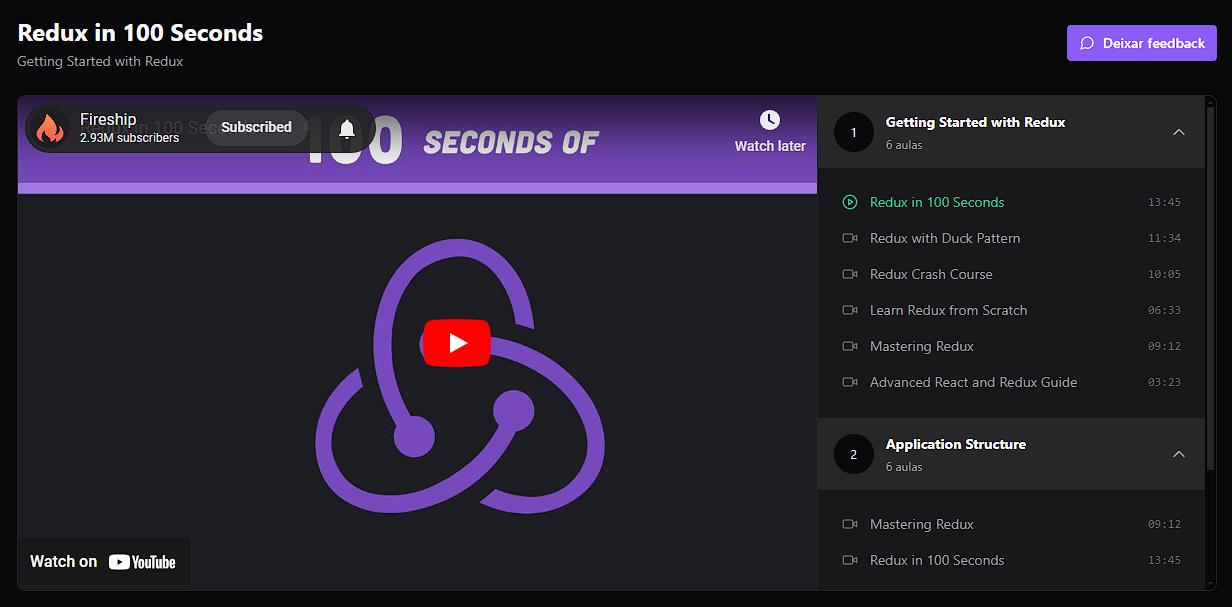 Redux in 100 Seconds
Getting Started with Redux
Deixar feedback
Fireship
2.93M subscribers
Redux in 100 Se
Subscribed
100 SECONDS OF
Watch later
Watch on YouTube
1
Getting Started with Redux
6 aulas
Redux in 100 Seconds 13:45
Redux with Duck Pattern 11:34
Redux Crash Course 10:05
Learn Redux from Scratch 06:33
Mastering Redux 09:12
Advanced React and Redux Guide 03:23
2
Application Structure
6 aulas
Mastering Redux 09:12
Redux in 100 Seconds 13:45